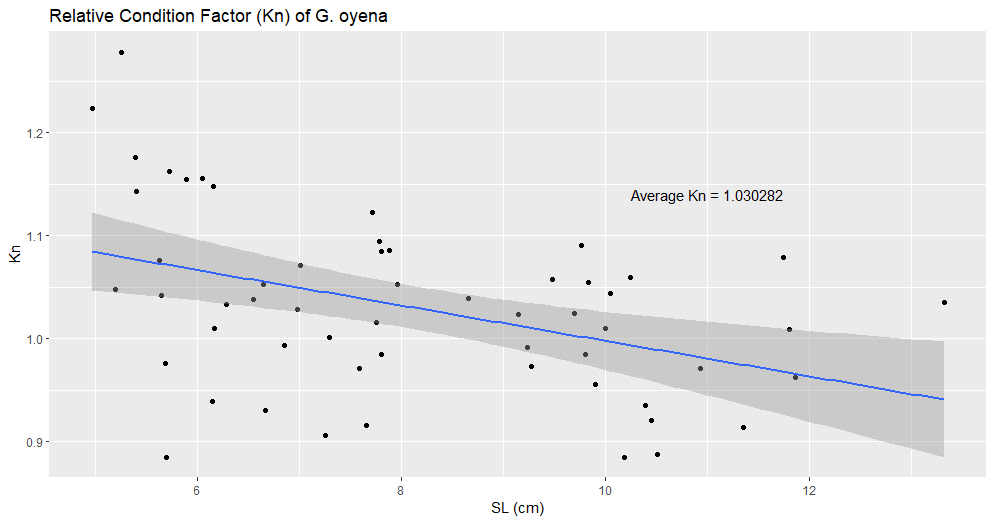 Relative Condition Factor (Kn) of G. oyena
Kn
1.2
1.1
1.0
0.9
Average Kn = 1.030282
6 8 10 12
SL (cm)